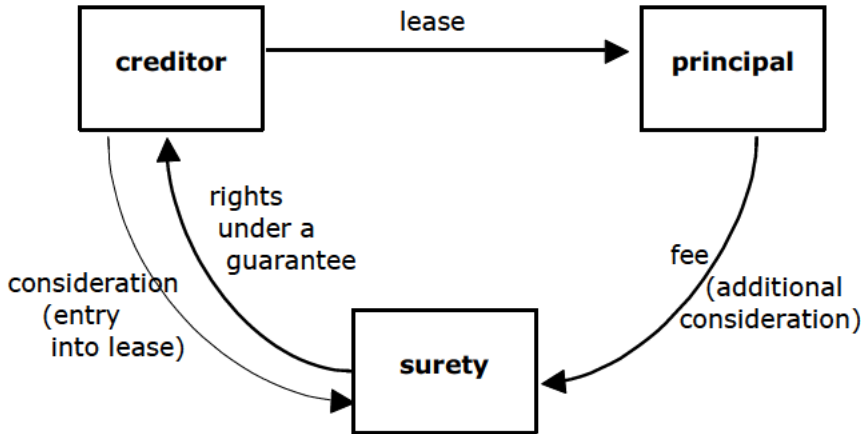 lease
creditor
principal
rights
under a
guarantee
consideration
(entry
into lease)
fee
(additional
consideration)
surety